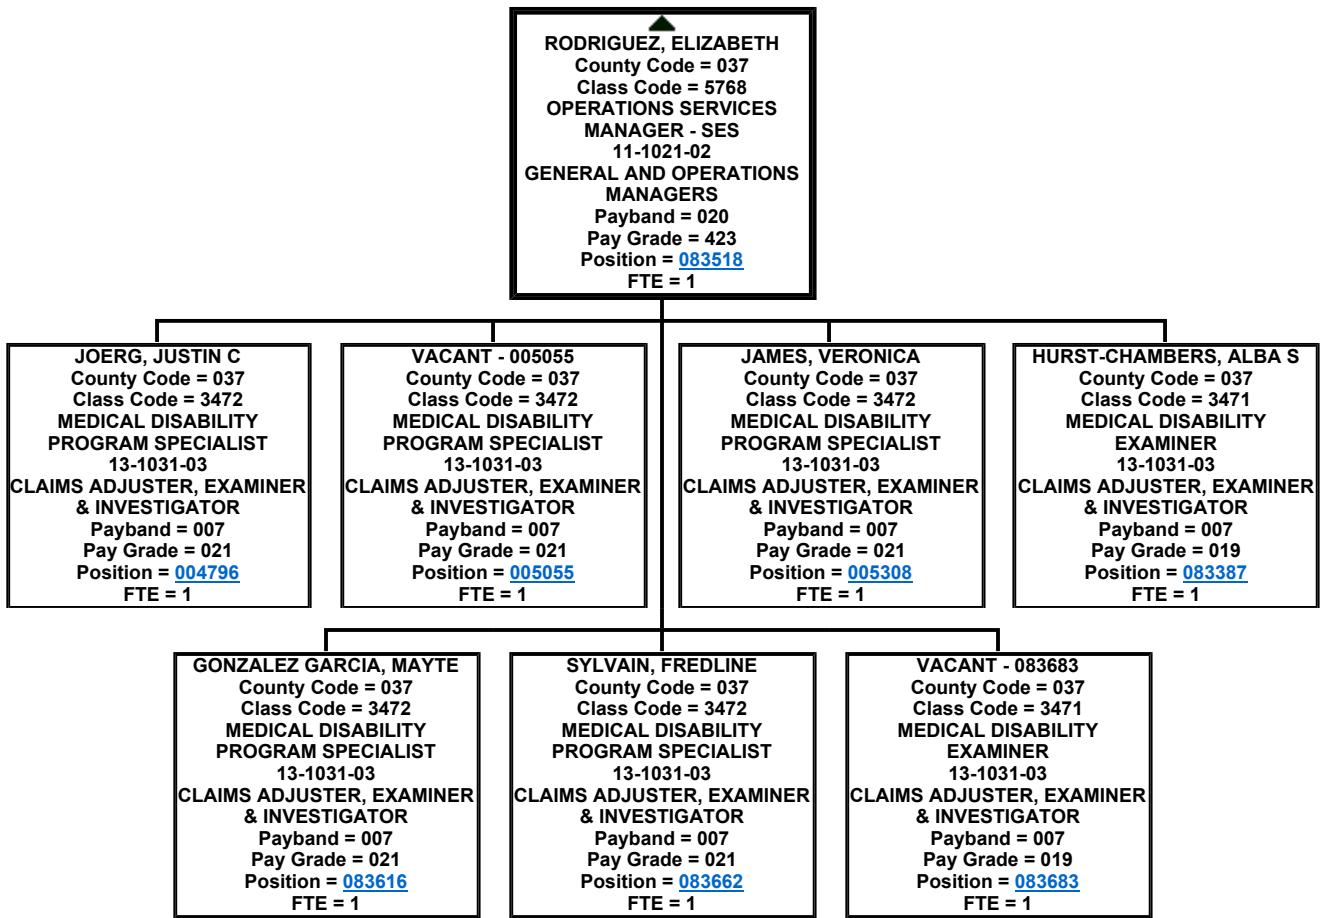 RODRIGUEZ, ELIZABETH
County Code = 037
Class Code = 5768
OPERATIONS SERVICES
MANAGER - SES
11-1021-02
GENERAL AND OPERATIONS
MANAGERS
Payband = 020
Pay Grade = 423
Position = 083518
FTE = 1
JOERG, JUSTIN C
County Code = 037
Class Code = 3472
MEDICAL DISABILITY
PROGRAM SPECIALIST
13-1031-03
CLAIMS ADJUSTER, EXAMINER
& INVESTIGATOR
Payband = 007
Pay Grade = 021
Position = 004796
FTE = 1
VACANT - 005055
County Code = 037
Class Code = 3472
MEDICAL DISABILITY
PROGRAM SPECIALIST
13-1031-03
CLAIMS ADJUSTER, EXAMINER
& INVESTIGATOR
Payband = 007
Pay Grade = 021
Position = 005055
FTE = 1
JAMES, VERONICA
County Code = 037
Class Code = 3472
MEDICAL DISABILITY
PROGRAM SPECIALIST
13-1031-03
CLAIMS ADJUSTER, EXAMINER
& INVESTIGATOR
Payband = 007
Pay Grade = 021
Position = 005308
FTE = 1
HURST-CHAMBERS, ALBA S
County Code = 037
Class Code = 3471
MEDICAL DISABILITY
EXAMINER
13-1031-03
CLAIMS ADJUSTER, EXAMINER
& INVESTIGATOR
Payband = 007
Pay Grade = 019
Position = 083387
FTE = 1
GONZALEZ GARCIA, MAYTE
County Code = 037
Class Code = 3472
MEDICAL DISABILITY
PROGRAM SPECIALIST
13-1031-03
CLAIMS ADJUSTER, EXAMINER
& INVESTIGATOR
Payband = 007
Pay Grade = 021
Position = 083616
FTE = 1
SYLVAIN, FREDLINE
County Code = 037
Class Code = 3472
MEDICAL DISABILITY
PROGRAM SPECIALIST
13-1031-03
CLAIMS ADJUSTER, EXAMINER
& INVESTIGATOR
Payband = 007
Pay Grade = 021
Position = 083662
FTE = 1
VACANT - 083683
County Code = 037
Class Code = 3471
MEDICAL DISABILITY
EXAMINER
13-1031-03
CLAIMS ADJUSTER, EXAMINER
& INVESTIGATOR
Payband = 007
Pay Grade = 019
Position = 083683
FTE = 1